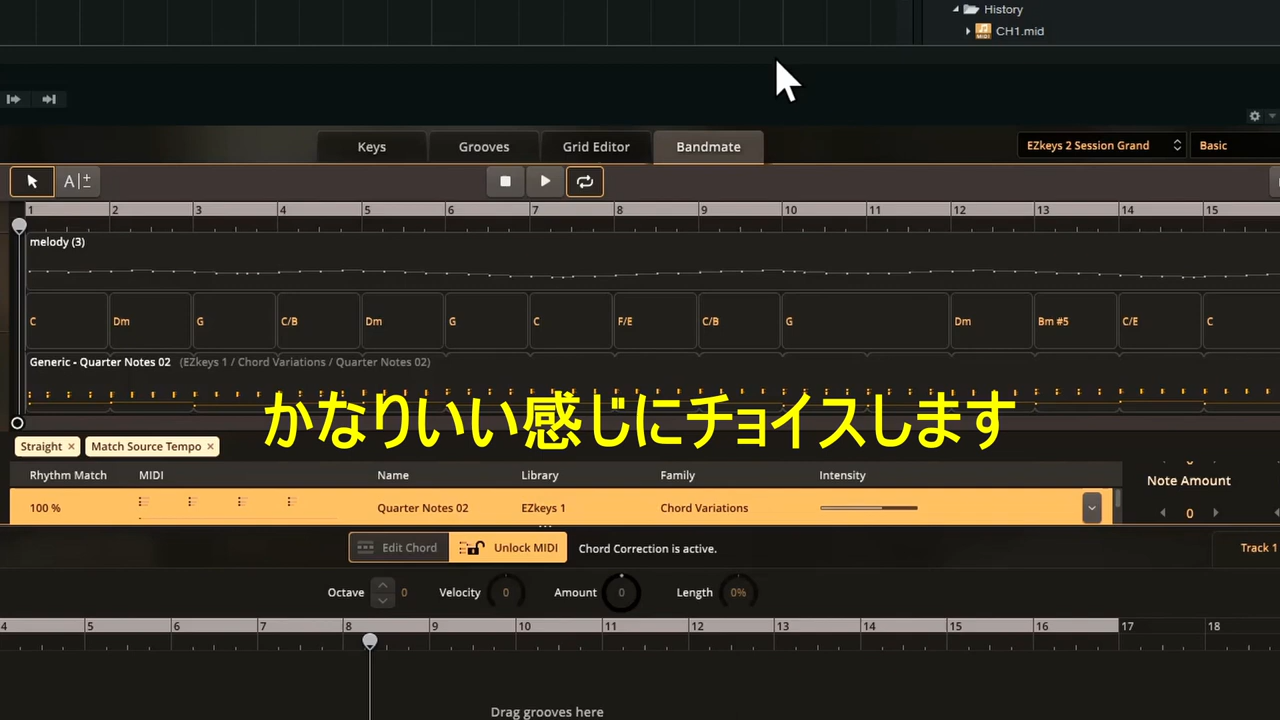 History
CH1.mid
Keys
Grooves
Grid Editor
Bandmate
EZkeys 2 Session Grand
Basic
A|±
1 2 3 4 5 6 7 8 9 10 11 12 13 14 15
melody (3)
C Dm G C/B Dm G C F/E C/B G Dm Bm #5 C/E C
Generic - Quarter Notes 02 (EZkeys 1 / Chord Variations / Quarter Notes 02)
かなりいい感じにチョイスします
Straight ×
Match Source Tempo ×
Rhythm Match MIDI Name Library Family Intensity
Note Amount
100 % Quarter Notes 02 EZkeys 1 Chord Variations
0
Edit Chord
Unlock MIDI
Chord Correction is active.
Track 1
Octave 0 Velocity 0 Amount 0 Length 0%
4 5 6 7 8 9 10 11 12 13 14 15 16 17 18
Drag grooves here